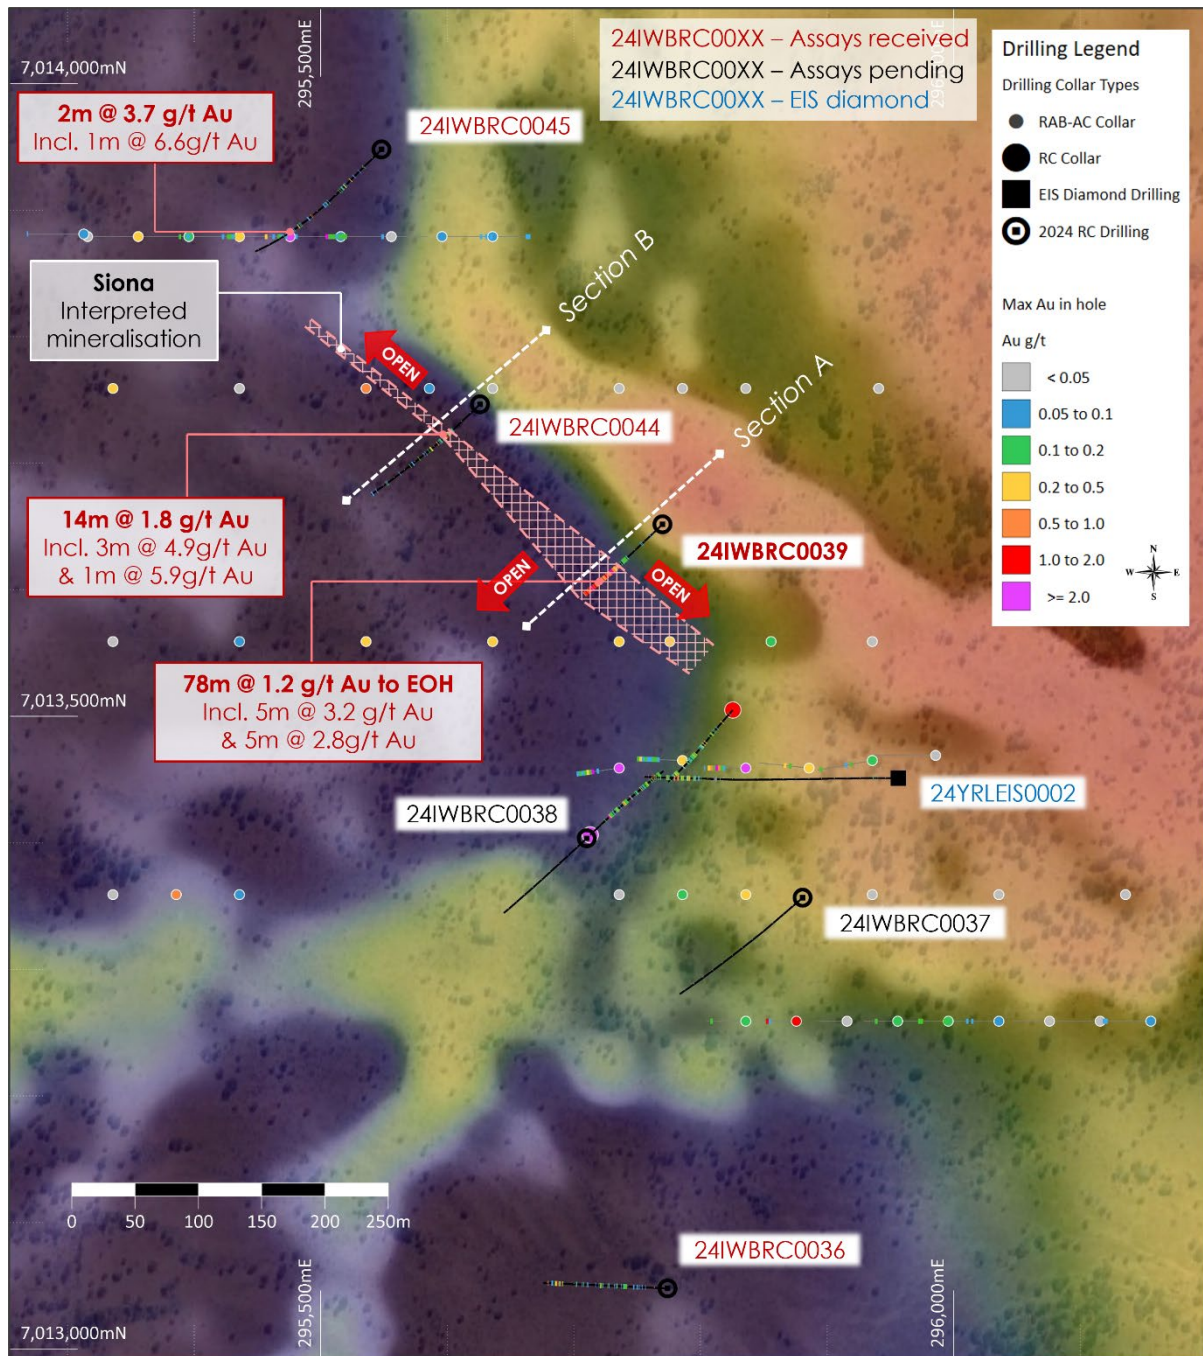 24IWBRC00XX – Assays received
24IWBRC00XX – Assays pending
24IWBRC00XX – EIS diamond
295,500mE
7,014,000mN
2m @ 3.7 g/t Au
Incl. 1m @ 6.6g/t Au
24IWBRC0045
Drilling Legend
Drilling Collar Types
RAB-AC Collar
RC Collar
EIS Diamond Drilling
2024 RC Drilling
Max Au in hole
Au g/t
< 0.05
0.05 to 0.1
0.1 to 0.2
0.2 to 0.5
0.5 to 1.0
1.0 to 2.0
>= 2.0
N
W
E
S
Siona
Interpreted
mineralisation
Section B
OPEN
Section A
24IWBRC0044
14m @ 1.8 g/t Au
Incl. 3m @ 4.9g/t Au
& 1m @ 5.9g/t Au
24IWBRC0039
OPEN
OPEN
78m @ 1.2 g/t Au to EOH
Incl. 5m @ 3.2 g/t Au
& 5m @ 2.8g/t Au
7,013,500mN
24YRLEIS0002
24IWBRC0038
24IWBRC0037
0 50 100 150 200 250m
24IWBRC0036
295,500mE
296,000mE
7,013,000mN